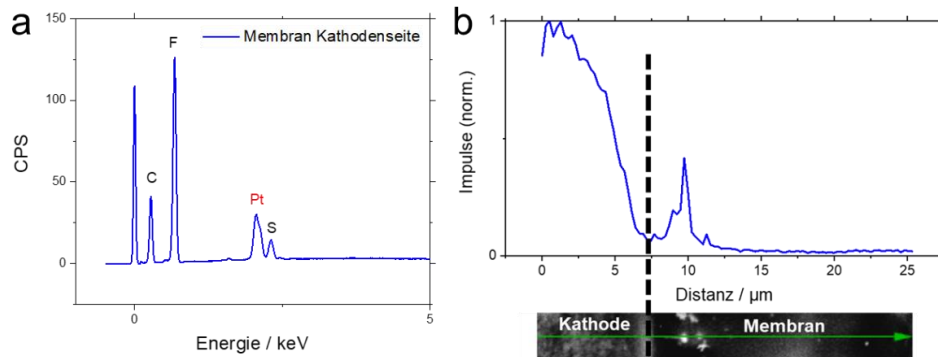 a
CPS
150
100
50
0
0
5
Energie / keV
Membran Kathodenseite
C
F
Pt
S
b
Impulse (norm.)
1
0
0 5 10 15 20 25
Distanz / µm
Kathode Membran